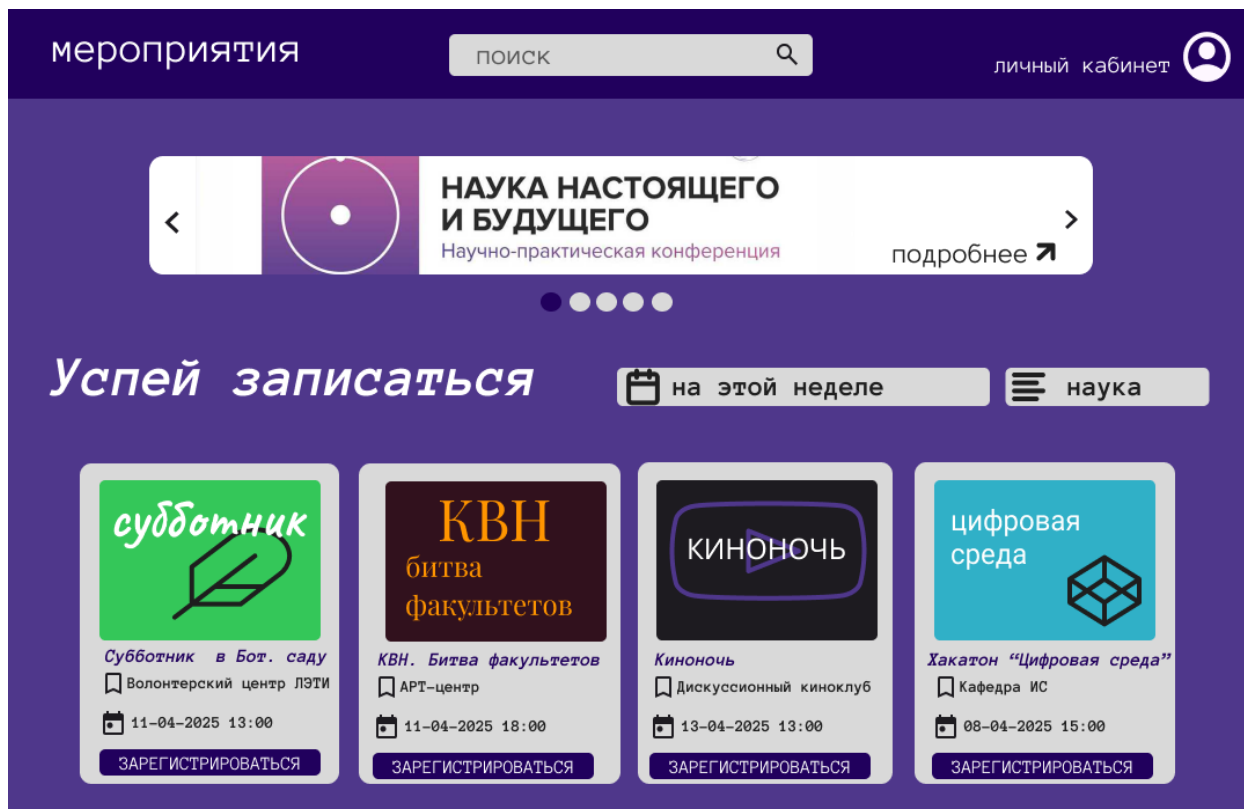 мероприятия
поиск
личный кабинет
НАУКА НАСТОЯЩЕГО
И БУДУЩЕГО
Научно-практическая конференция
подробнее
Успей записаться
на этой неделе
наука
субботник
Субботник в Бот. саду
Волонтерский центр ЛЭТИ
11-04-2025 13:00
ЗАРЕГИСТРИРОВАТЬСЯ
КВН
битва
факультетов
КВН. Битва факультетов
АРТ-центр
11-04-2025 18:00
ЗАРЕГИСТРИРОВАТЬСЯ
КИНОНОЧЬ
Киноночь
Дискуссионный киноклуб
13-04-2025 13:00
ЗАРЕГИСТРИРОВАТЬСЯ
цифровая
среда
Хакатон “Цифровая среда”
Кафедра ИС
08-04-2025 15:00
ЗАРЕГИСТРИРОВАТЬСЯ